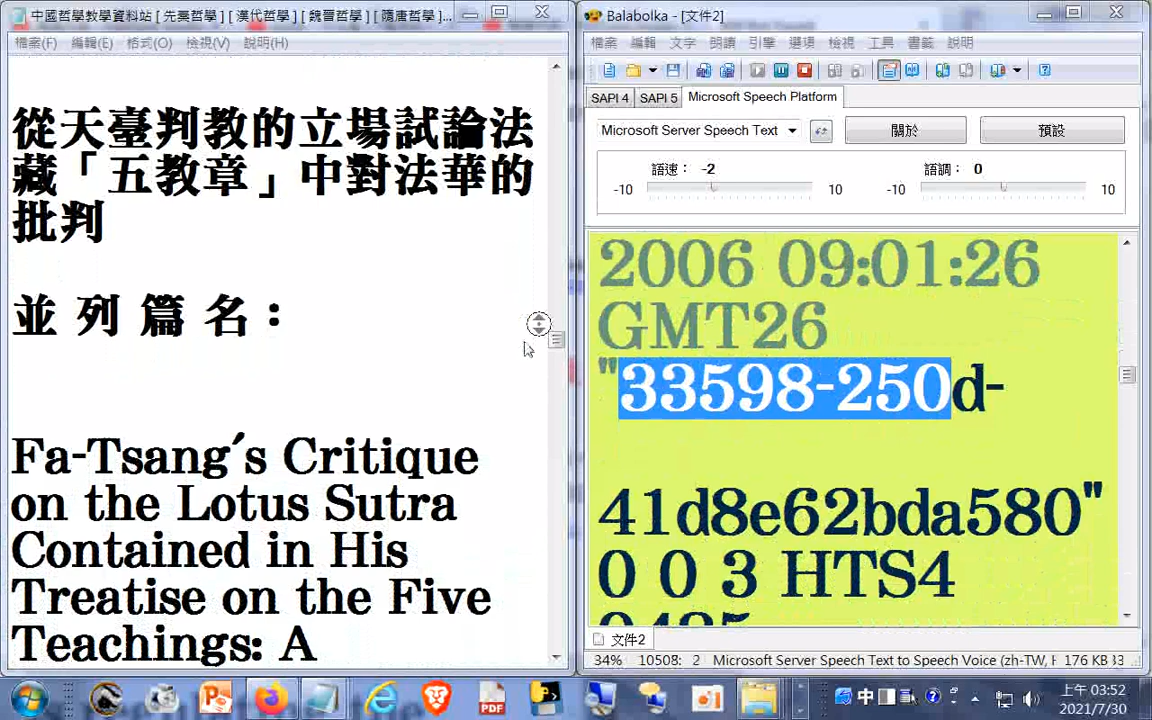 中國哲學教學資料站 [ 先秦哲學 ] [ 漢代哲學 ] [ 魏晉哲學 ] [ 隋唐哲學 ]...
檔案(F) 編輯(E) 格式(O) 檢視(V) 說明(H)
從天臺判教的立場試論法
藏「五教章」中對法華的
批判
並 列 篇 名：
Fa-Tsang's Critique
on the Lotus Sutra
Contained in His
Treatise on the Five
Teachings: A
Balabolka - [文件2]
檔案 編輯 文字 朗讀 引擎 選項 檢視 工具 書籤 說明
SAPI 4 SAPI 5 Microsoft Speech Platform
Microsoft Server Speech Text 關於 預設
語速： -2 語調： 0
-10 10 -10 10
2006 09:01:26
GMT26
"33598-250d-
41d8e62bda580"
0 0 3 HTS4
文件2
34% 10508: 2 Microsoft Server Speech Text to Speech Voice (zh-TW, H 176 KB
中
PDF
上午 03:52
2021/7/30